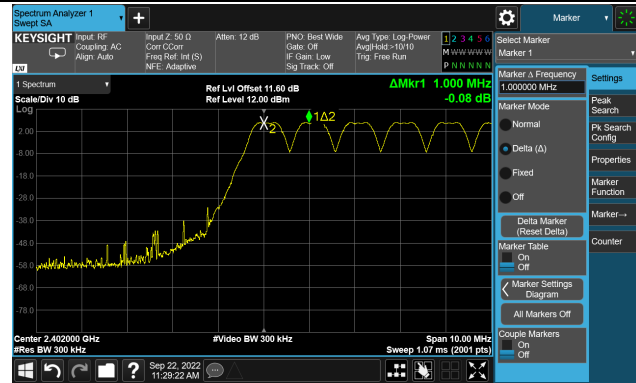 Spectrum Analyzer 1
Swept SA
+
Marker
KEYSIGHT
LXI
Input: RF
Coupling: AC
Align: Auto
Input Z: 50 Ω
Corr CCorr
Freq Ref: Int (S)
NFE: Adaptive
Atten: 12 dB
PNO: Best Wide
Gate: Off
IF Gain: Low
Sig Track: Off
Avg Type: Log-Power
Avg|Hold:>10/10
Trig: Free Run
1 2 3 4 5 6
M W W W W W
P N N N N N
Select Marker
Marker 1
1 Spectrum
Scale/Div 10 dB
Ref Lvl Offset 11.60 dB
Ref Level 12.00 dBm
ΔMkr1 1.000 MHz
-0.08 dB
Log
2.00
-8.00
-18.0
-28.0
-38.0
-48.0
-58.0
-68.0
-78.0
X2
1Δ2
Center 2.402000 GHz
#Res BW 300 kHz
#Video BW 300 kHz
Span 10.00 MHz
Sweep 1.07 ms (2001 pts)
Marker Δ Frequency
1.000000 MHz
Marker Mode
Normal
Delta (Δ)
Fixed
Off
Delta Marker
(Reset Delta)
Marker Table
On
Off
Marker Settings
Diagram
All Markers Off
Couple Markers
On
Off
Settings
Peak
Search
Pk Search
Config
Properties
Marker
Function
Marker→
Counter
?
Sep 22, 2022
11:29:22 AM